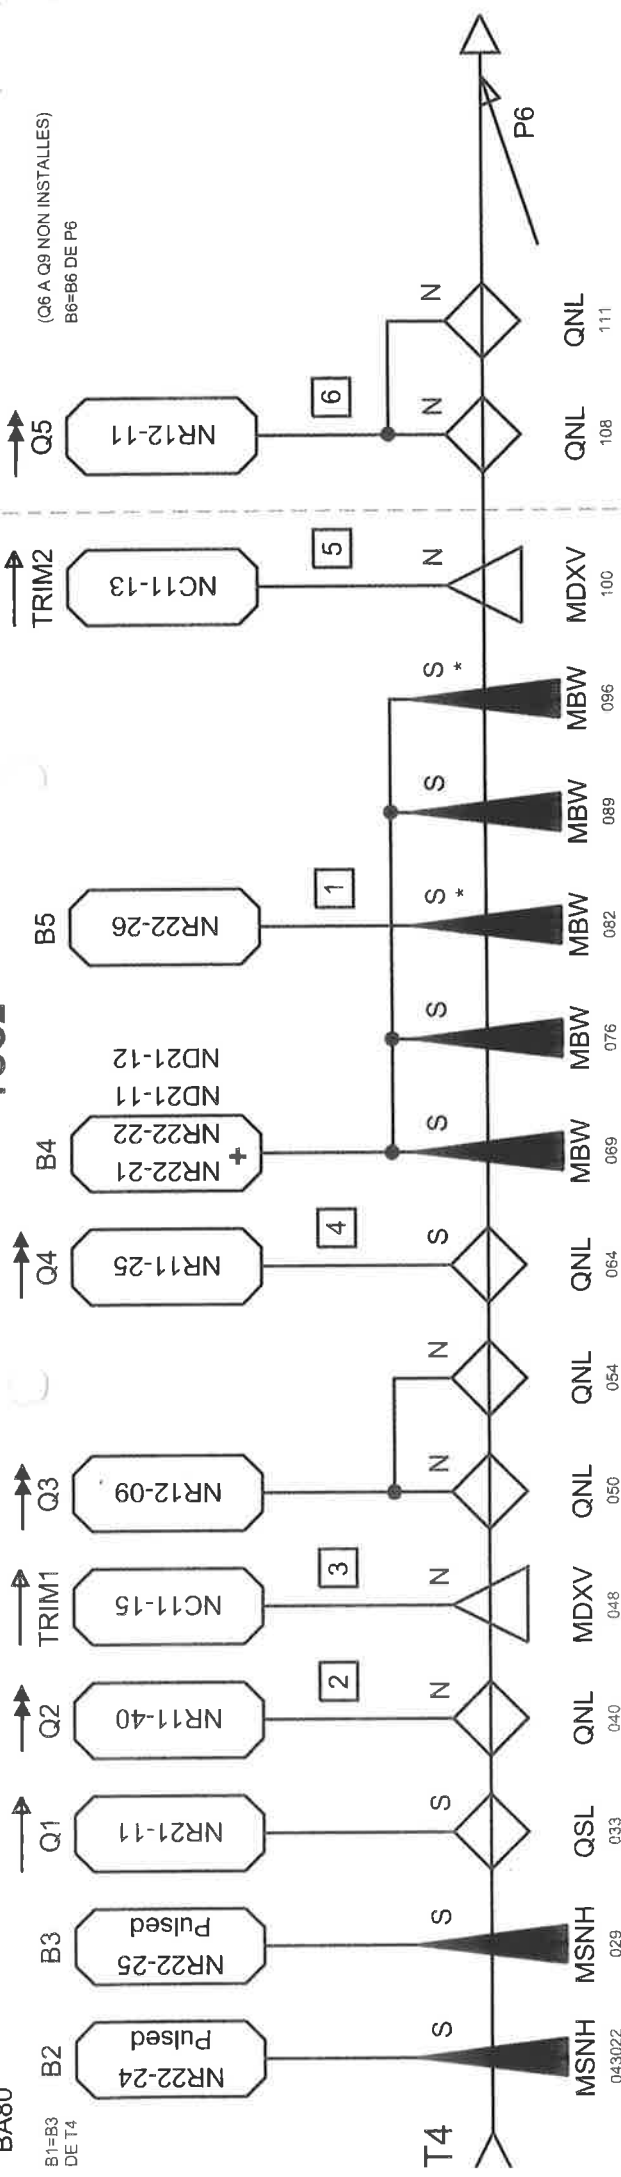 BA80
B1=B3
DE T4
(Q6 A Q9 NON INSTALLES)
B6=B6 DE P6
B2
B3
Q1
Q2
TRIM1
Q3
Q4
B4
B5
TRIM2
Q5
NR22-24
Pulsed
NR22-25
Pulsed
NR21-11
NR11-40
NC11-15
NR12-09
NR11-25
NR22-21
+
NR22-22
ND21-11
ND21-12
NR22-26
NC11-13
NR12-11
2
3
4
1
5
6
T4
S
S
S
N
N
N
N
S
S
S
S
*
S
S
*
N
N
N
P6
MSNH
043022
MSNH
029
QSL
033
QNL
040
MDXV
048
QNL
050
QNL
054
QNL
064
MBW
069
MBW
076
MBW
082
MBW
089
MBW
096
MDXV
100
QNL
108
QNL
111